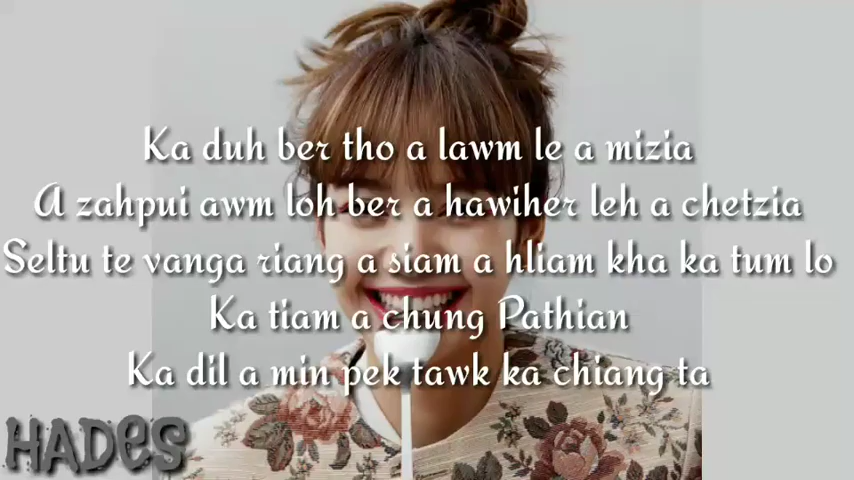 Ka duh ber tho a lawm le a mizia
A zahpui awm loh ber a hawiher leh a chetzia
Seltu te vanga riang a siam a hliam kha ka tum lo
Ka tiam a chung Pathian
Ka dil a min pek tawk ka chiang ta
HADES